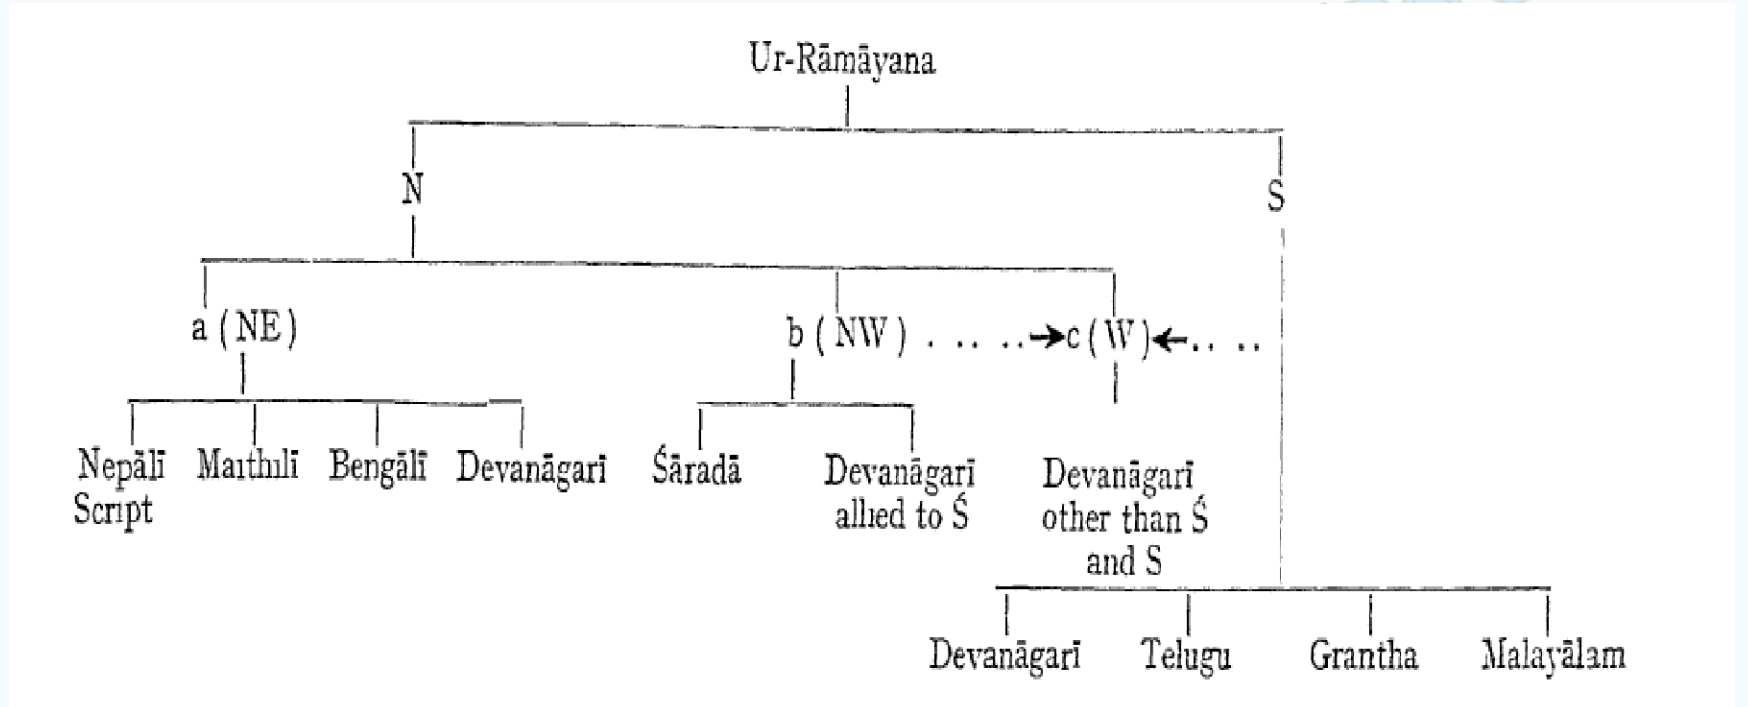 Ur-Rāmāyana
N S
a (NE) b (NW) . .. ..→c (W)←.. ..
Nepālī Maithilī Bengālī Devanāgarī Śāradā Devanāgarī Devanāgarī
Script allied to Ś other than Ś
and S
Devanāgarī Telugu Grantha Malayālam